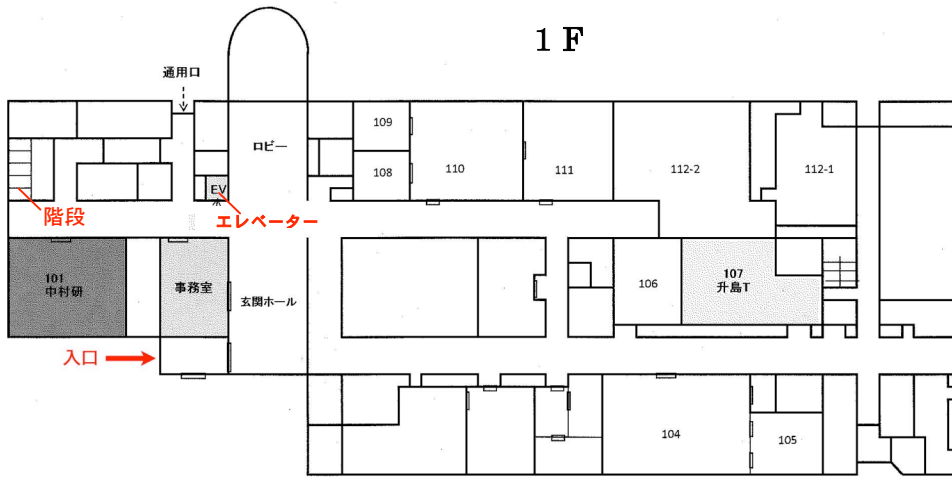 1F
通用口
ロビー
109
108
110
111
112-2
112-1
EV
階段
エレベーター
101
中村研
事務室
玄関ホール
106
107
升島T
入口
104
105